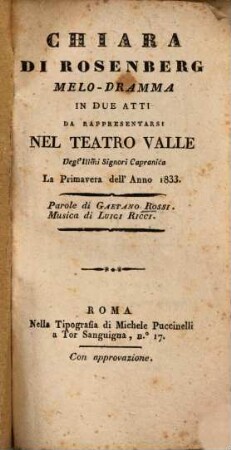 CHIARA
DI ROSENBERG
MELO-DRAMMA
IN DUE ATTI
DA RAPPRESENTARSI
NEL TEATRO VALLE
Degl'Illmi Signori Capranica
La Primavera dell'Anno 1833.
Parole di GAETANO ROSSI.
Musica di LUIGI RICCI.
ROMA
Nella Tipografia di Michele Puccinelli
a Tor Sanguigna, n.° 17.
Con approvazione.